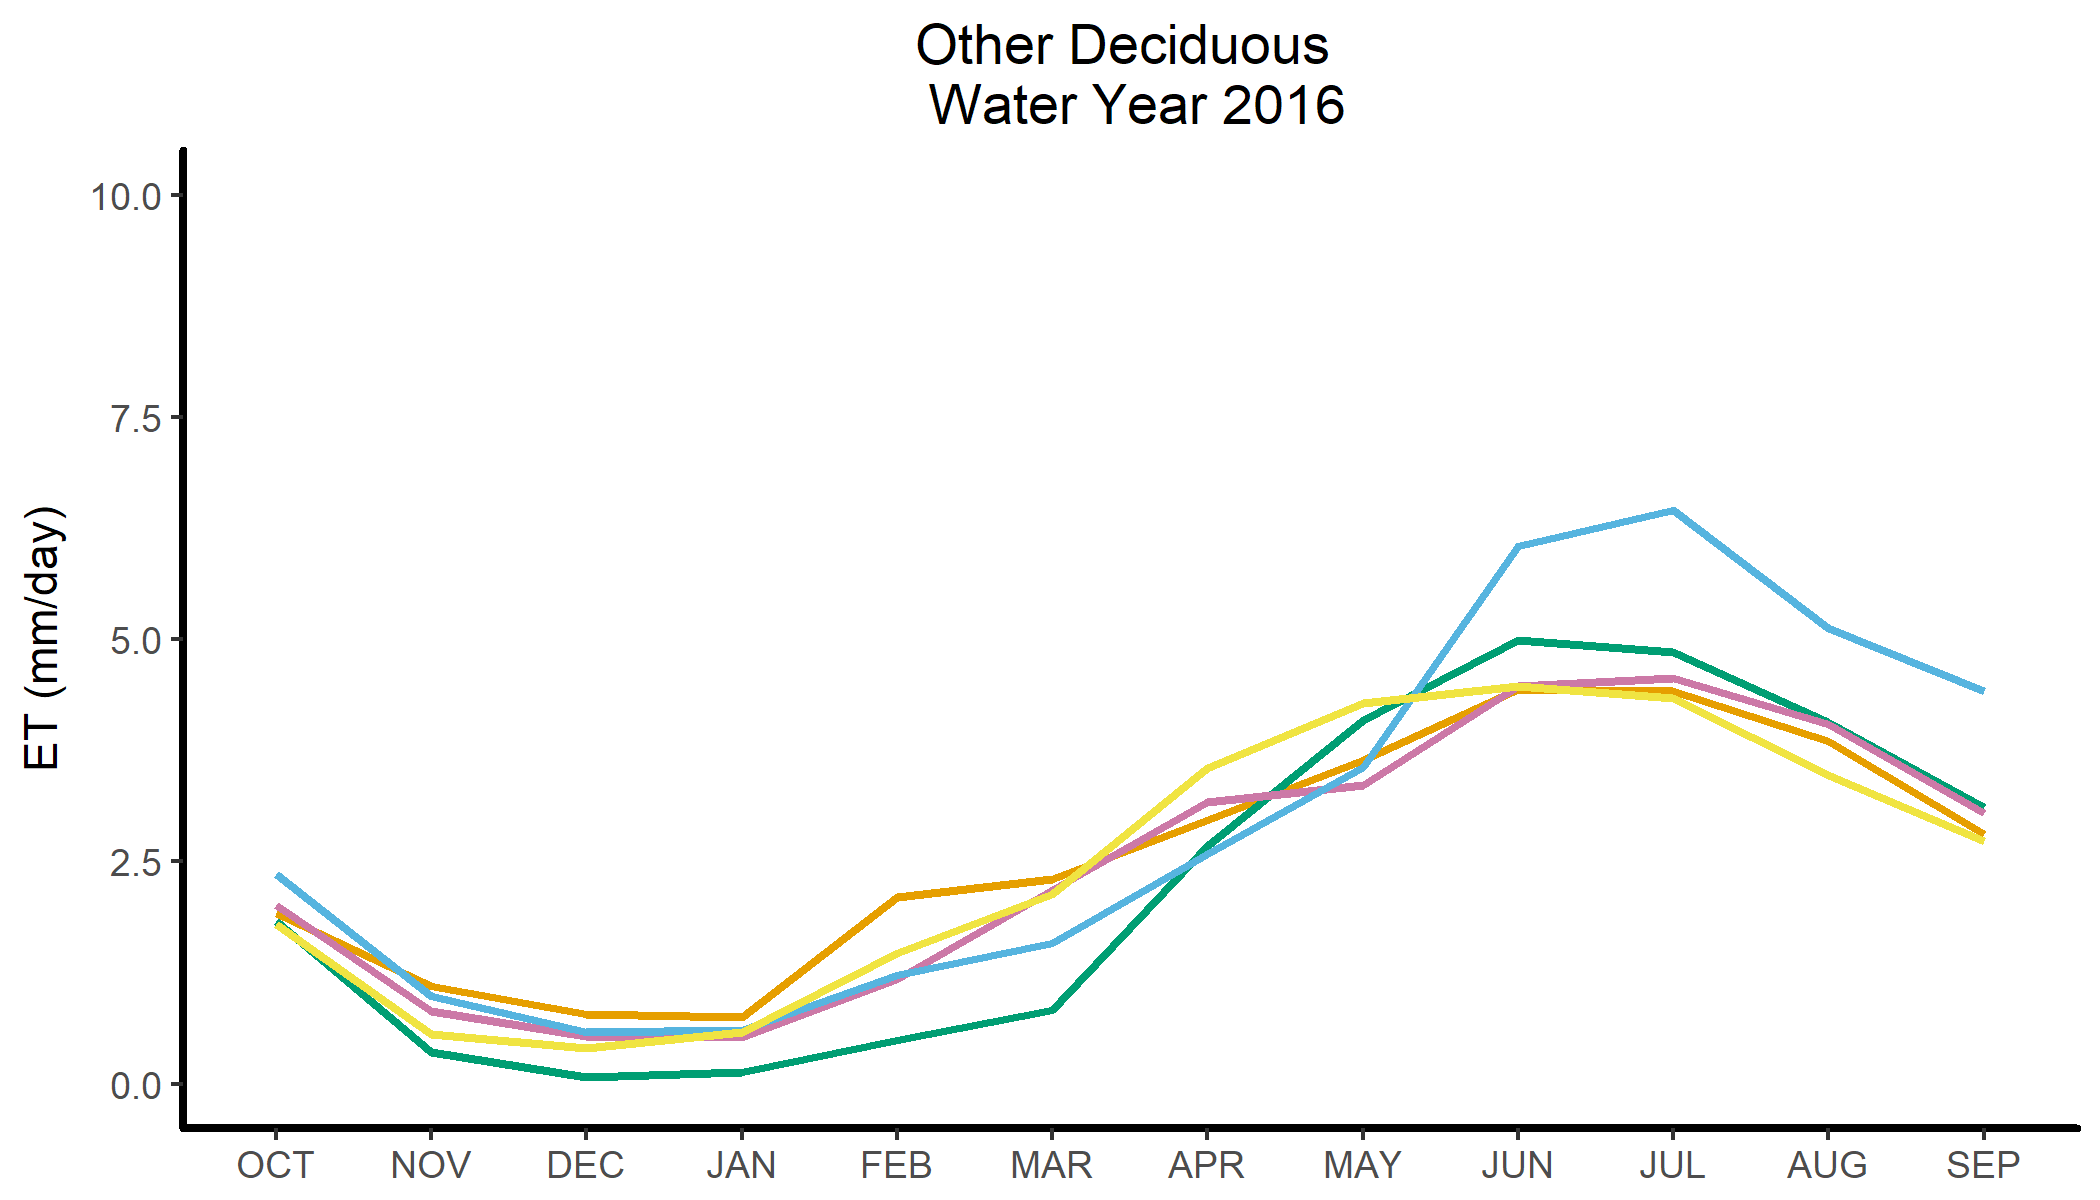 Other Deciduous
Water Year 2016
10.0
7.5
5.0
2.5
0.0
ET (mm/day)
OCT NOV DEC JAN FEB MAR APR MAY JUN JUL AUG SEP